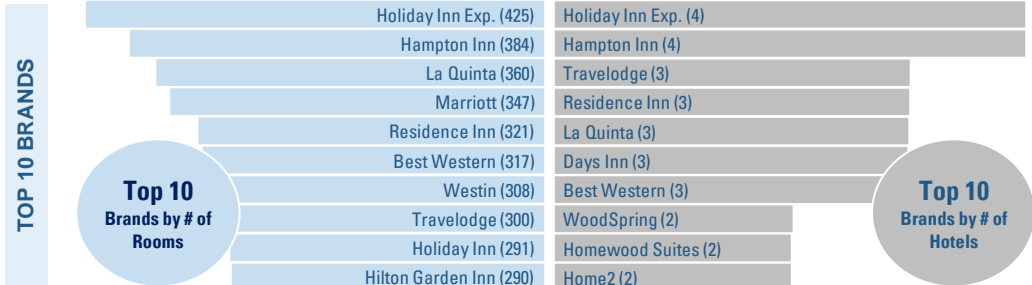 TOP 10 BRANDS
Holiday Inn Exp. (425)
Hampton Inn (384)
La Quinta (360)
Marriott (347)
Residence Inn (321)
Best Western (317)
Westin (308)
Travelodge (300)
Holiday Inn (291)
Hilton Garden Inn (290)
Top 10
Brands by # of
Rooms
Holiday Inn Exp. (4)
Hampton Inn (4)
Travelodge (3)
Residence Inn (3)
La Quinta (3)
Days Inn (3)
Best Western (3)
WoodSpring (2)
Homewood Suites (2)
Home2 (2)
Top 10
Brands by # of
Hotels